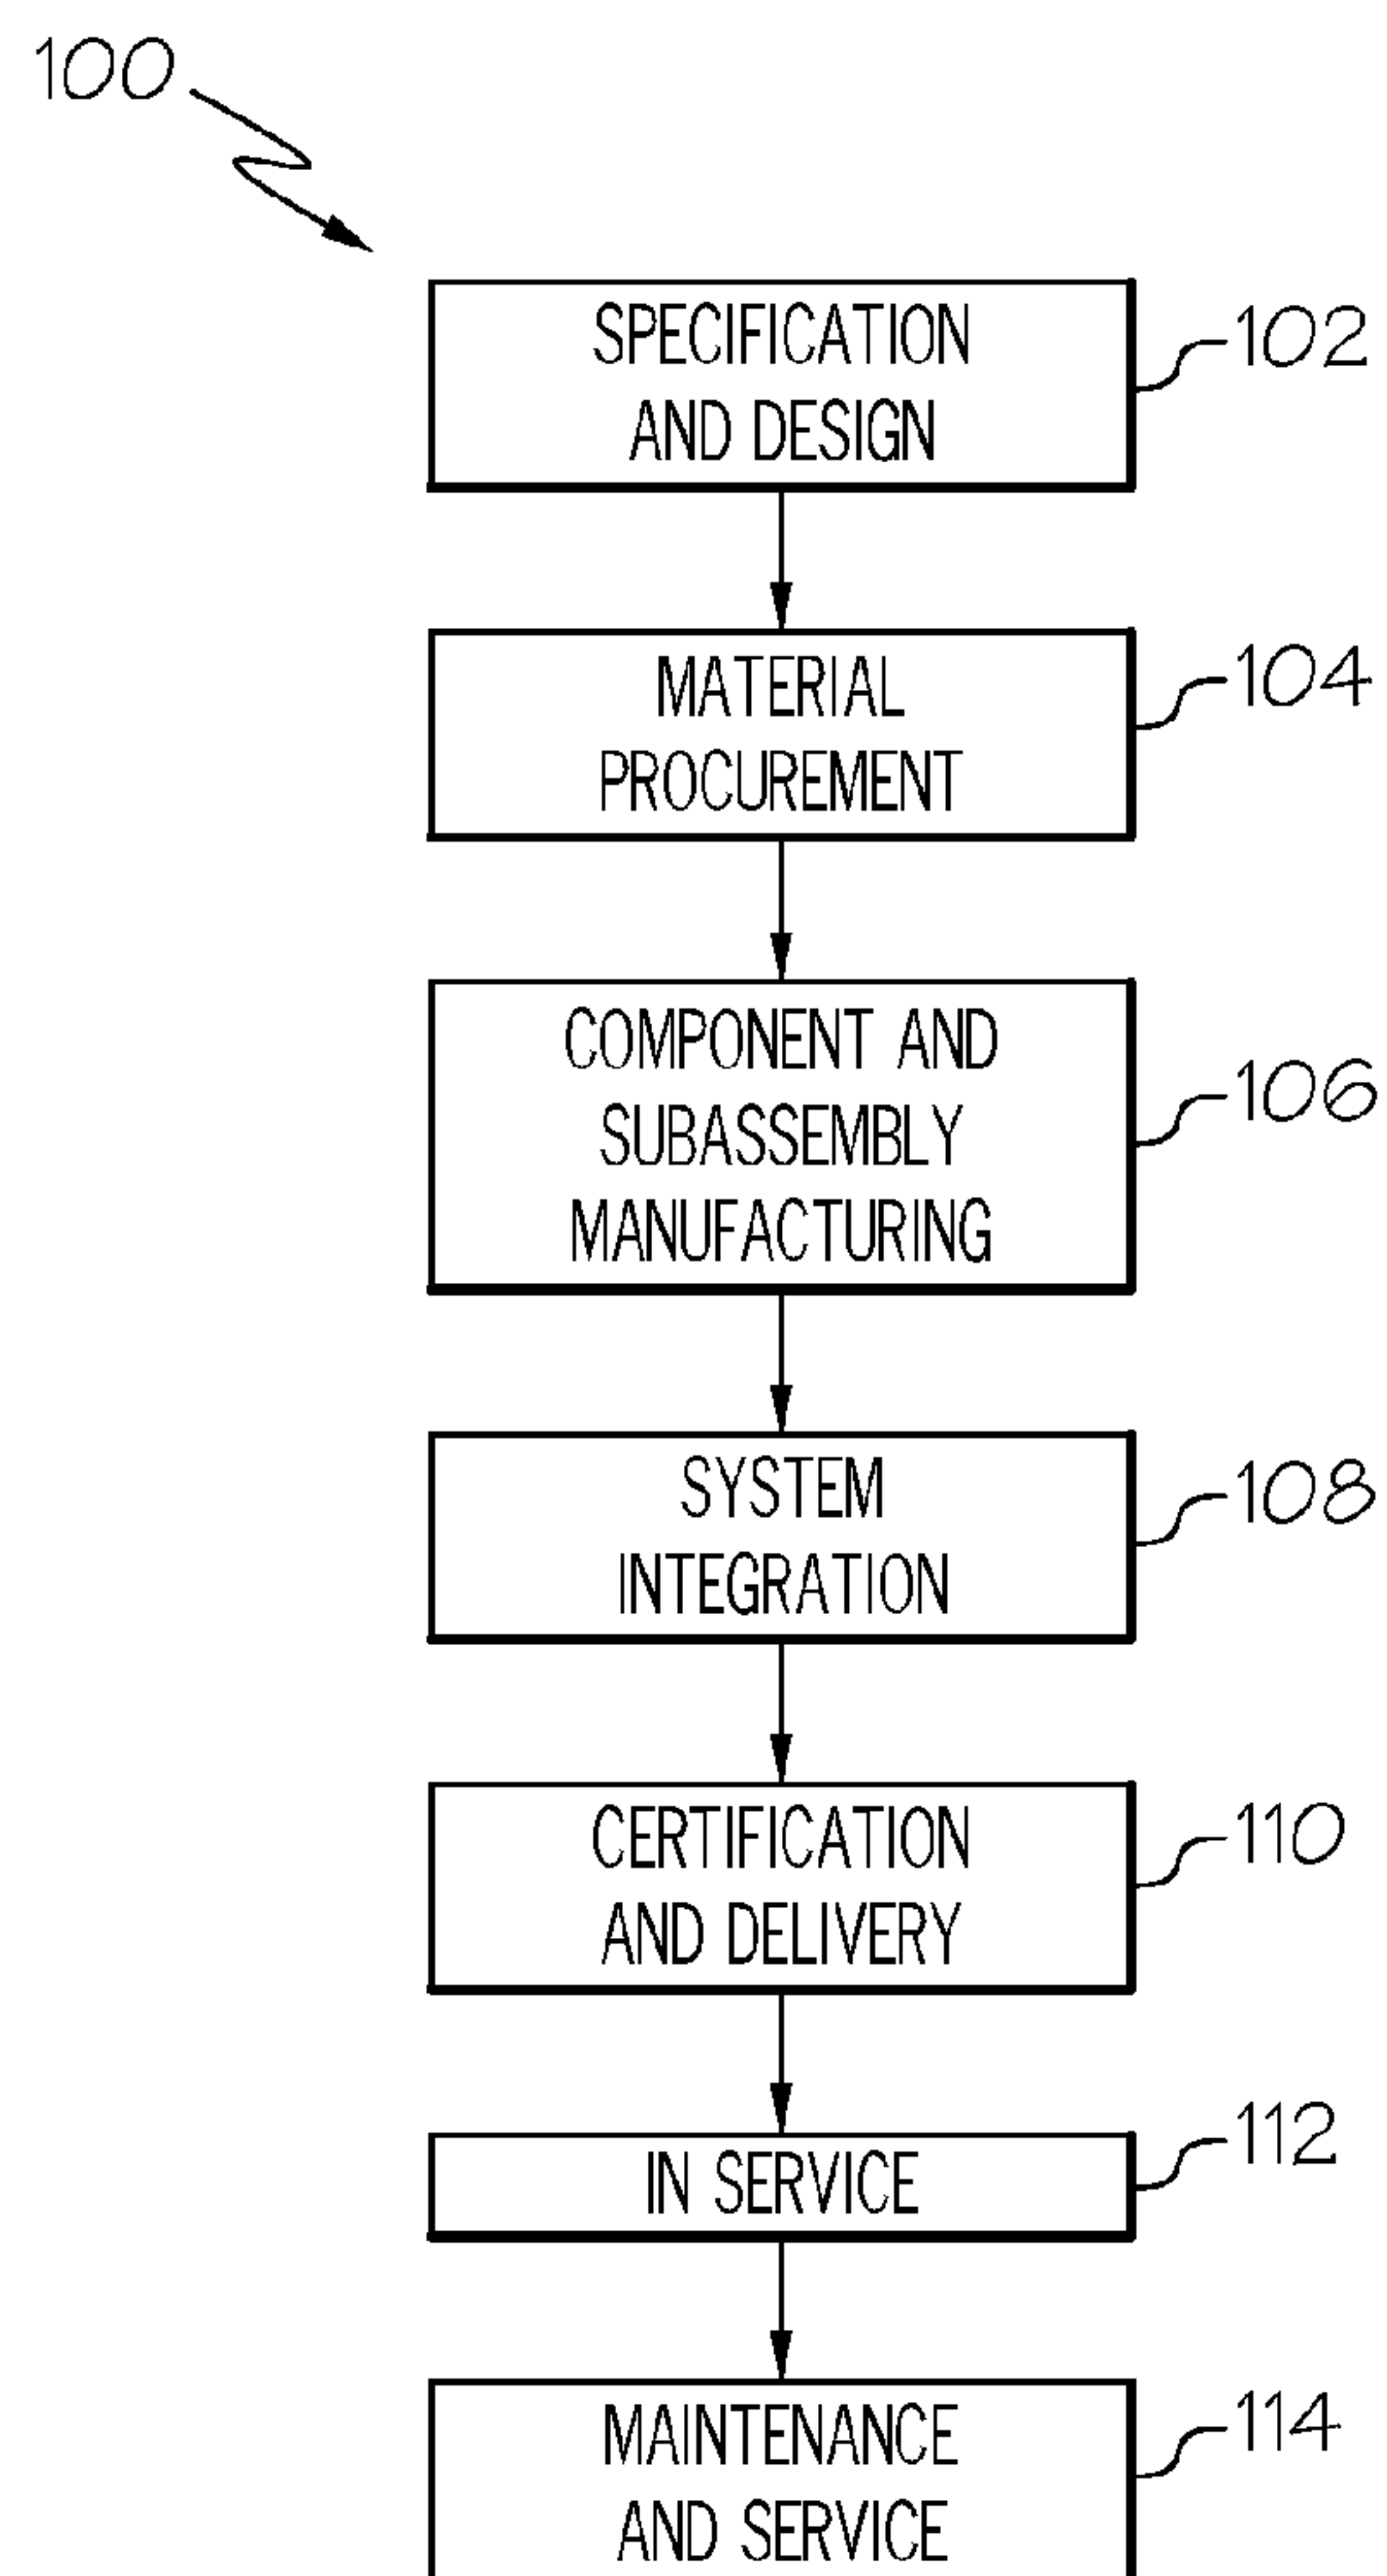 100
SPECIFICATION
AND DESIGN
102
MATERIAL
PROCUREMENT
104
COMPONENT AND
SUBASSEMBLY
MANUFACTURING
106
SYSTEM
INTEGRATION
108
CERTIFICATION
AND DELIVERY
110
IN SERVICE
112
MAINTENANCE
AND SERVICE
114